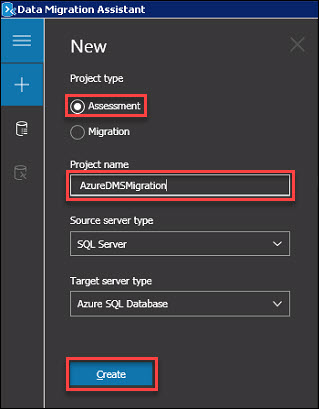 Data Migration Assistant
New
Project type
Assessment
Migration
Project name
AzureDMSMigration
Source server type
SQL Server
Target server type
Azure SQL Database
Create